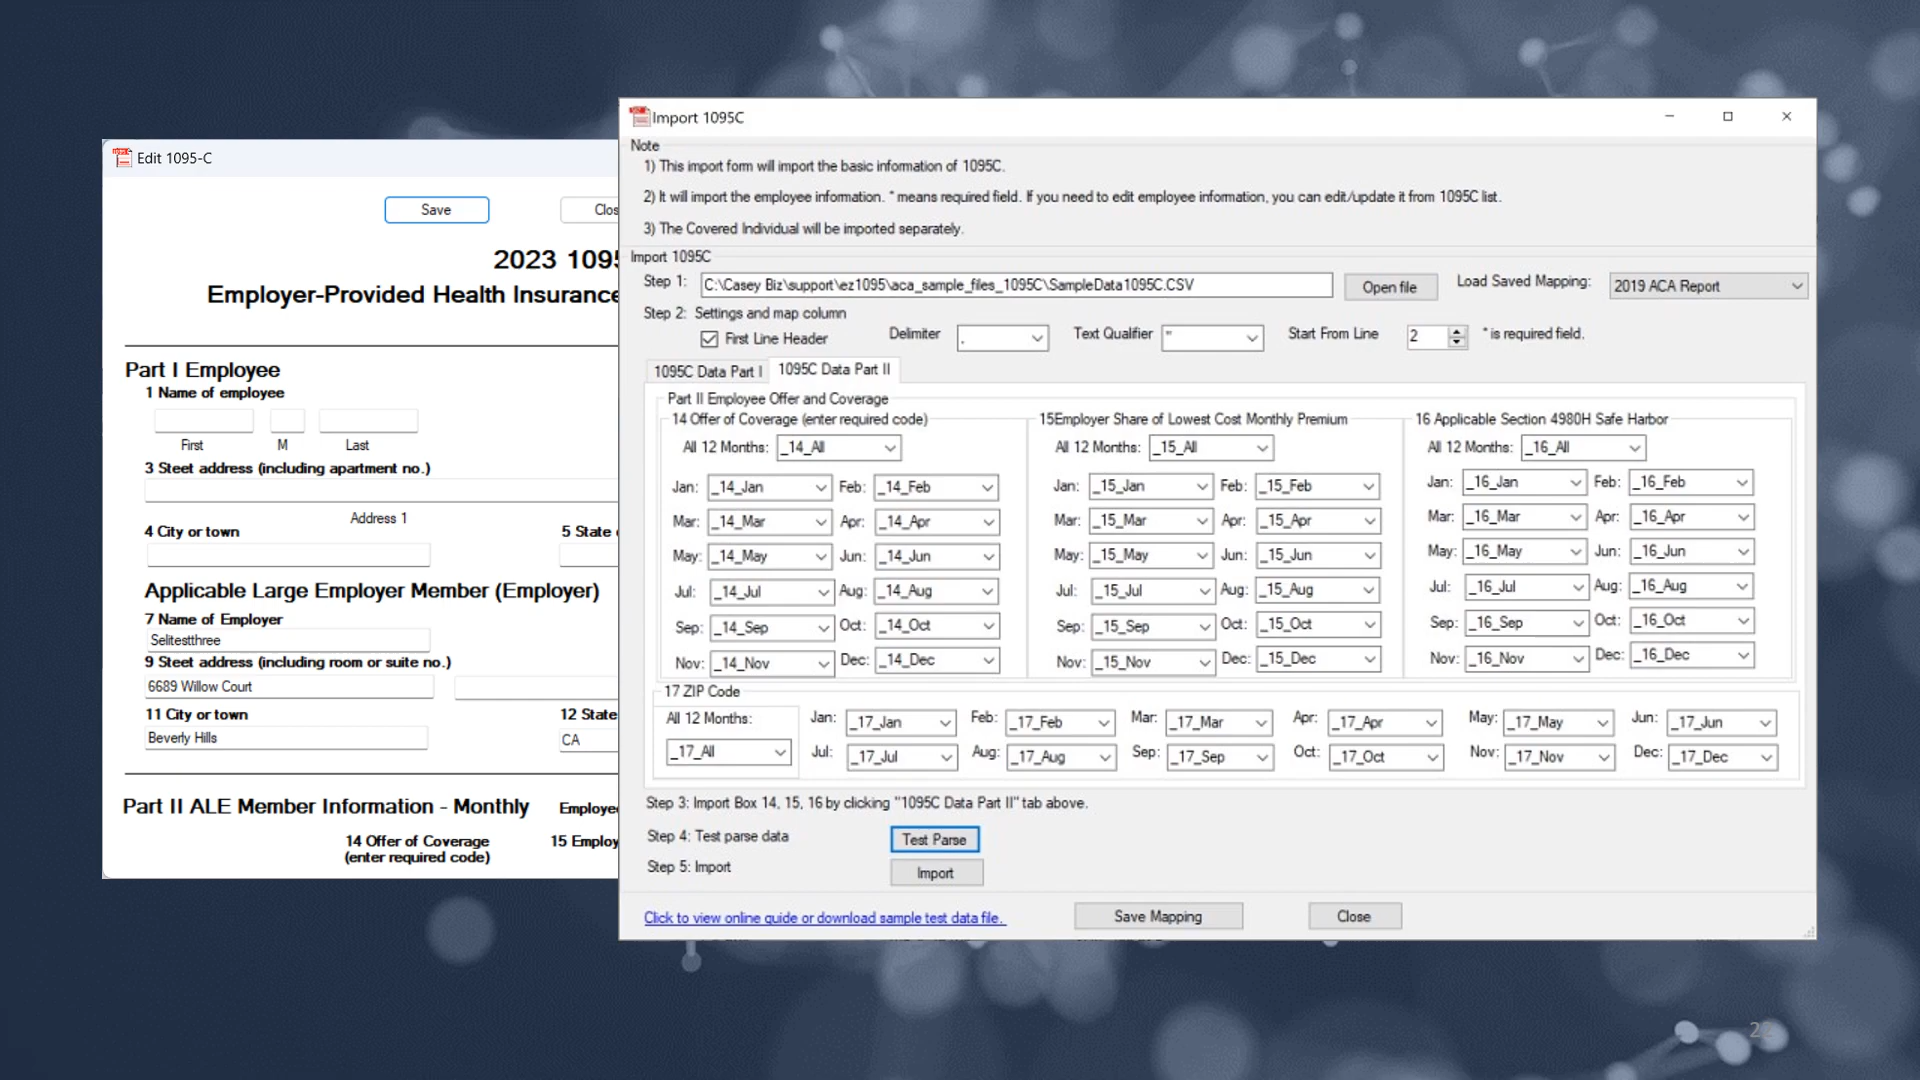 Edit 1095-C
Save
Clos
2023 1095
Employer-Provided Health Insurance
Part I Employee
1 Name of employee
First M Last
3 Steet address (including apartment no.)
Address 1
4 City or town 5 State
Applicable Large Employer Member (Employer)
7 Name of Employer
Selitestthree
9 Steet address (including room or suite no.)
6689 Willow Court
11 City or town 12 State
Beverly Hills CA
Part II ALE Member Information - Monthly Employee
14 Offer of Coverage 15 Employ
(enter required code)
Import 1095C
Note
1) This import form will import the basic information of 1095C.
2) It will import the employee information. * means required field. If you need to edit employee information, you can edit/update it from 1095C list.
3) The Covered Individual will be imported separately.
Import 1095C
Step 1: C:\Casey Biz\support\ez1095\aca_sample_files_1095C\SampleData1095C.CSV Open file Load Saved Mapping: 2019 ACA Report
Step 2: Settings and map column
First Line Header Delimiter , Text Qualifier " Start From Line 2 * is required field.
1095C Data Part I 1095C Data Part II
Part II Employee Offer and Coverage
14 Offer of Coverage (enter required code) 15Employer Share of Lowest Cost Monthly Premium 16 Applicable Section 4980H Safe Harbor
All 12 Months: _14_All All 12 Months: _15_All All 12 Months: _16_All
Jan: _14_Jan Feb: _14_Feb Jan: _15_Jan Feb: _15_Feb Jan: _16_Jan Feb: _16_Feb
Mar: _14_Mar Apr: _14_Apr Mar: _15_Mar Apr: _15_Apr Mar: _16_Mar Apr: _16_Apr
May: _14_May Jun: _14_Jun May: _15_May Jun: _15_Jun May: _16_May Jun: _16_Jun
Jul: _14_Jul Aug: _14_Aug Jul: _15_Jul Aug: _15_Aug Jul: _16_Jul Aug: _16_Aug
Sep: _14_Sep Oct: _14_Oct Sep: _15_Sep Oct: _15_Oct Sep: _16_Sep Oct: _16_Oct
Nov: _14_Nov Dec: _14_Dec Nov: _15_Nov Dec: _15_Dec Nov: _16_Nov Dec: _16_Dec
17 ZIP Code
All 12 Months: Jan: _17_Jan Feb: _17_Feb Mar: _17_Mar Apr: _17_Apr May: _17_May Jun: _17_Jun
_17_All Jul: _17_Jul Aug: _17_Aug Sep: _17_Sep Oct: _17_Oct Nov: _17_Nov Dec: _17_Dec
Step 3: Import Box 14, 15, 16 by clicking "1095C Data Part II" tab above.
Step 4: Test parse data Test Parse
Step 5: Import Import
Click to view online guide or download sample test data file. Save Mapping Close